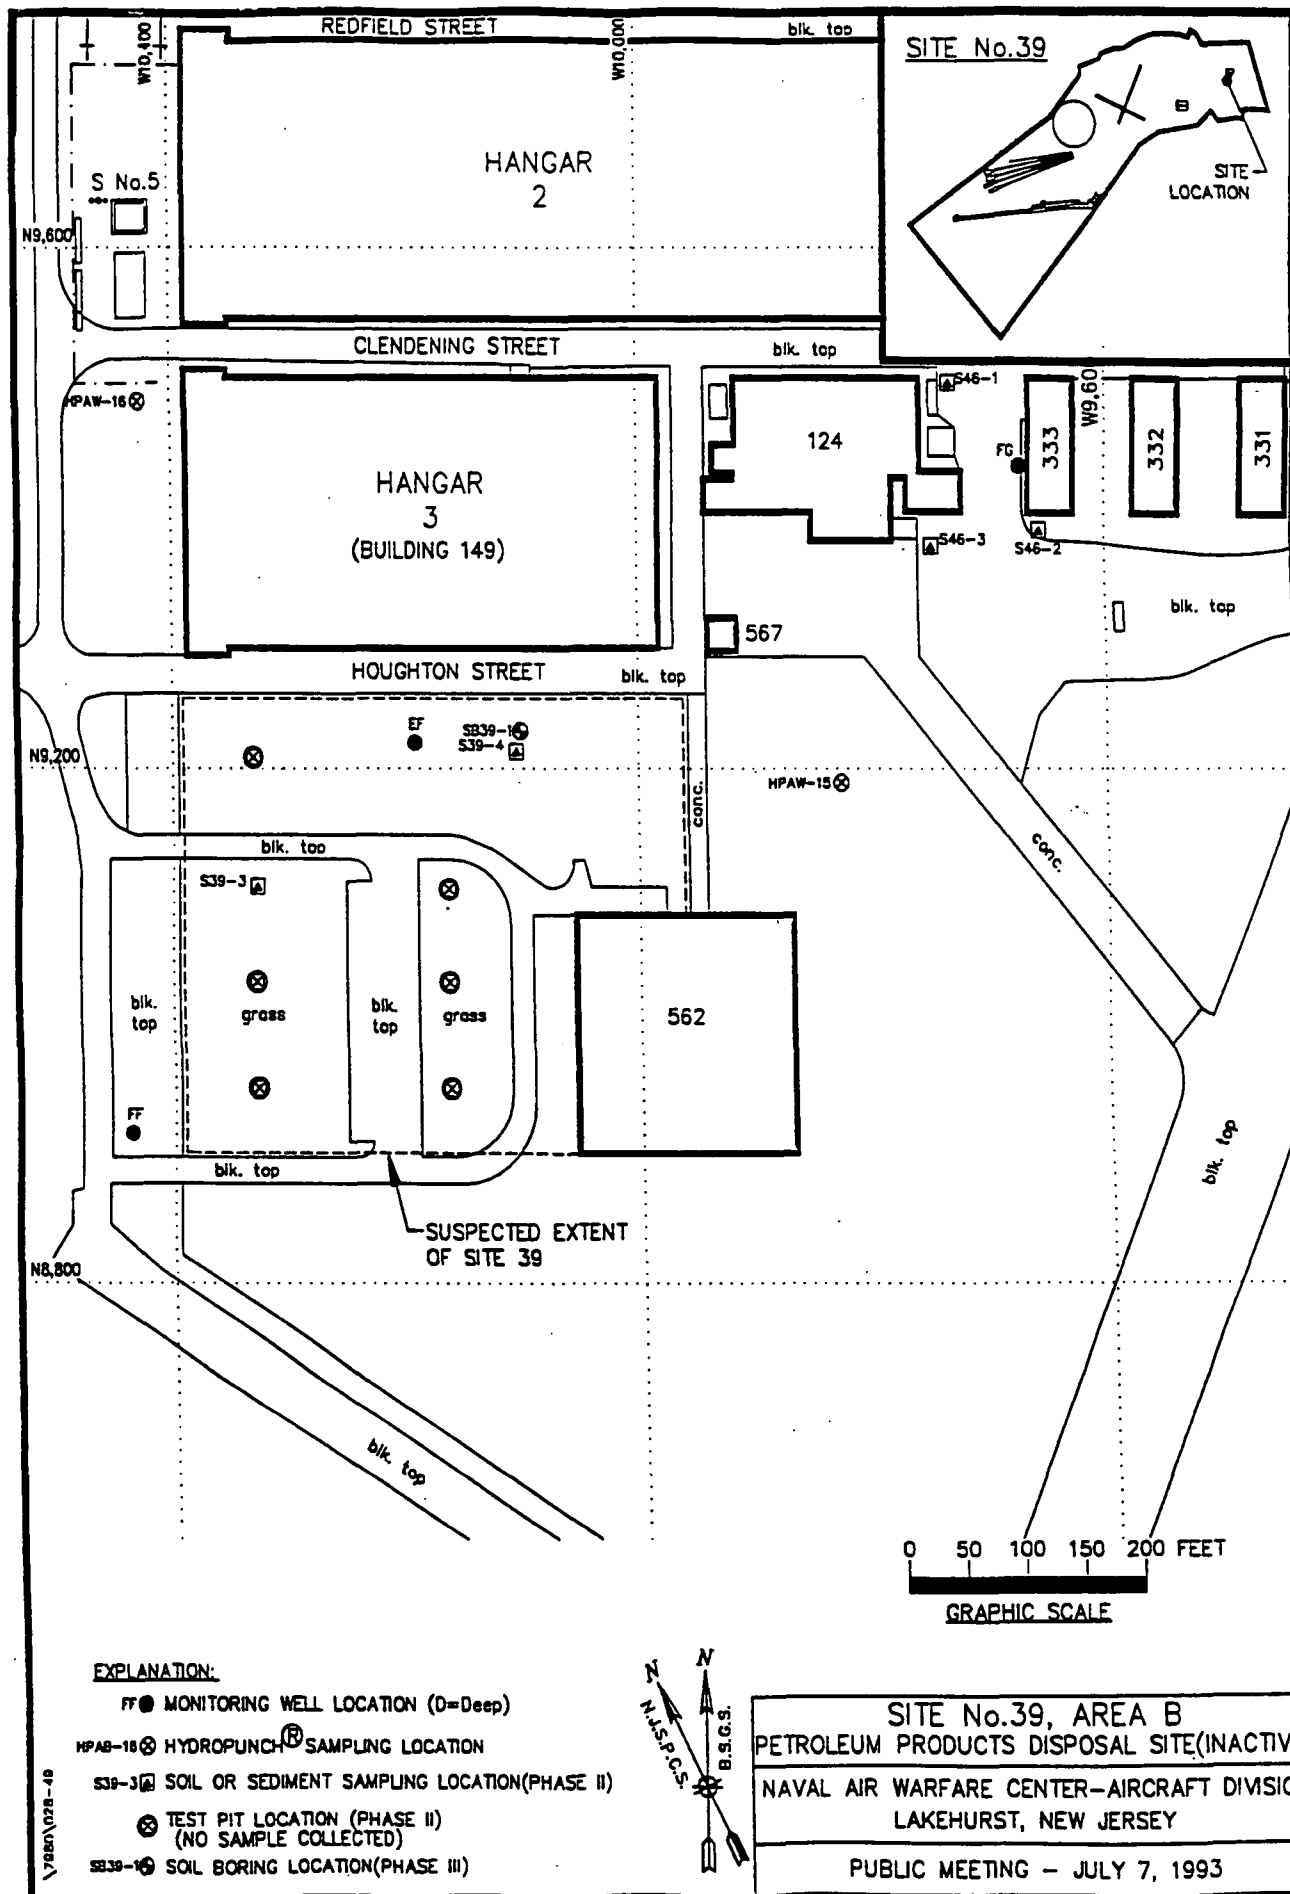 REDFIELD STREET
blk. top
W10,400
W10,000
SITE No.39
SITE
LOCATION
HANGAR
2
S No.5
N9,600
CLENDENING STREET
blk. top
HPAW-16
HANGAR
3
(BUILDING 149)
124
S46-1
W9,60
FG
333
332
331
S46-3
S46-2
blk. top
567
HOUGHTON STREET
blk. top
EF
SB39-1
S39-4
N9,200
HPAW-15
conc.
conc.
blk. top
S39-3
blk.
top
grass
blk.
top
grass
562
FF
blk. top
blk. top
SUSPECTED EXTENT
OF SITE 39
N8,800
blk. top
0 50 100 150 200 FEET
GRAPHIC SCALE
EXPLANATION:
FF MONITORING WELL LOCATION (D=Deep)
HPAB-16 HYDROPUNCH® SAMPLING LOCATION
S39-3 SOIL OR SEDIMENT SAMPLING LOCATION(PHASE II)
TEST PIT LOCATION (PHASE II)
(NO SAMPLE COLLECTED)
SB39-1 SOIL BORING LOCATION(PHASE III)
N
N
N.J.S.P.C.S.
B.S.G.S.
SITE No.39, AREA B
PETROLEUM PRODUCTS DISPOSAL SITE(INACTIV
NAVAL AIR WARFARE CENTER-AIRCRAFT DIVISIO
LAKEHURST, NEW JERSEY
PUBLIC MEETING - JULY 7, 1993